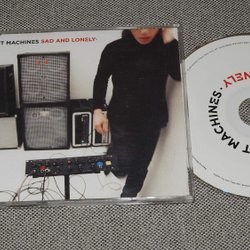 T MACHINES SAD AND LONELY·
T MACHINES.
NELY